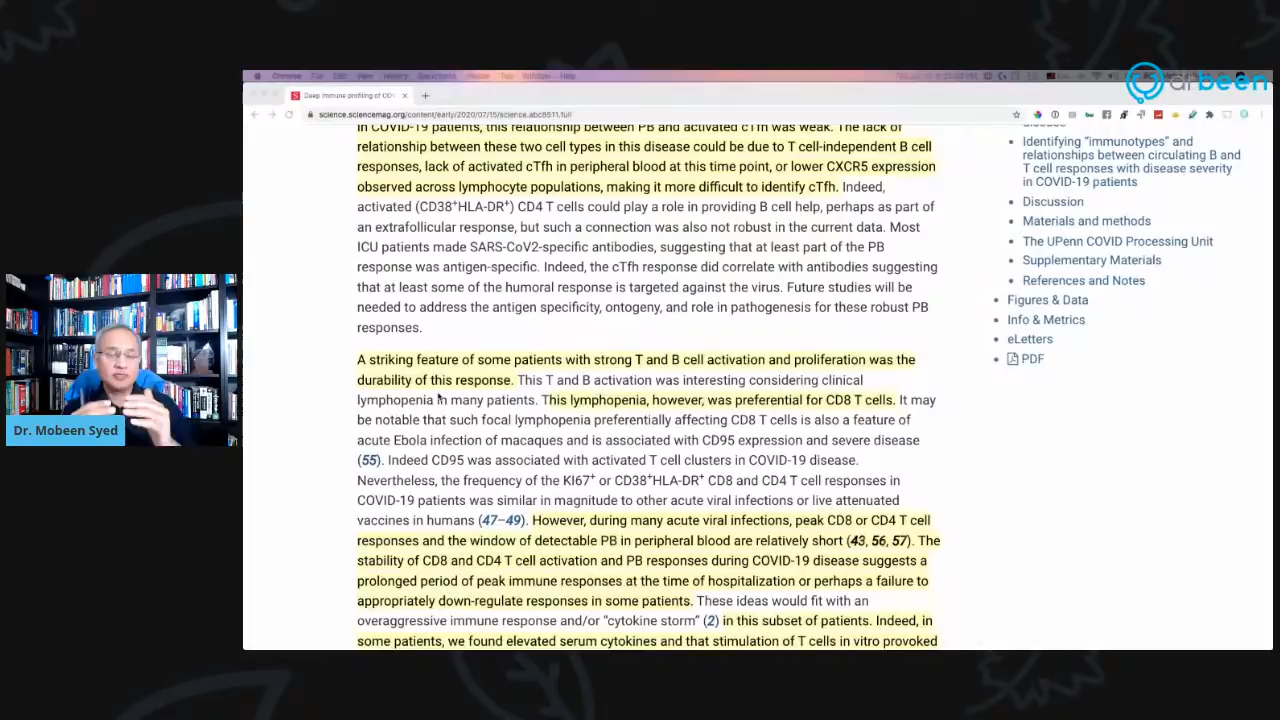 Chrome File Edit View History Bookmarks People Tab Window Help
arbeen
Deep immune profiling of COV
science.sciencemag.org/content/early/2020/07/15/science.abc8511.full
in COVID-19 patients, this relationship between PB and activated cTfh was weak. The lack of
relationship between these two cell types in this disease could be due to T cell-independent B cell
responses, lack of activated cTfh in peripheral blood at this time point, or lower CXCR5 expression
observed across lymphocyte populations, making it more difficult to identify cTfh. Indeed,
activated (CD38⁺HLA-DR⁺) CD4 T cells could play a role in providing B cell help, perhaps as part of
an extrafollicular response, but such a connection was also not robust in the current data. Most
ICU patients made SARS-CoV2-specific antibodies, suggesting that at least part of the PB
response was antigen-specific. Indeed, the cTfh response did correlate with antibodies suggesting
that at least some of the humoral response is targeted against the virus. Future studies will be
needed to address the antigen specificity, ontogeny, and role in pathogenesis for these robust PB
responses.
A striking feature of some patients with strong T and B cell activation and proliferation was the
durability of this response. This T and B activation was interesting considering clinical
lymphopenia in many patients. This lymphopenia, however, was preferential for CD8 T cells. It may
be notable that such focal lymphopenia preferentially affecting CD8 T cells is also a feature of
acute Ebola infection of macaques and is associated with CD95 expression and severe disease
(55). Indeed CD95 was associated with activated T cell clusters in COVID-19 disease.
Nevertheless, the frequency of the KI67⁺ or CD38⁺HLA-DR⁺ CD8 and CD4 T cell responses in
COVID-19 patients was similar in magnitude to other acute viral infections or live attenuated
vaccines in humans (47–49). However, during many acute viral infections, peak CD8 or CD4 T cell
responses and the window of detectable PB in peripheral blood are relatively short (43, 56, 57). The
stability of CD8 and CD4 T cell activation and PB responses during COVID-19 disease suggests a
prolonged period of peak immune responses at the time of hospitalization or perhaps a failure to
appropriately down-regulate responses in some patients. These ideas would fit with an
overaggressive immune response and/or “cytokine storm” (2) in this subset of patients. Indeed, in
some patients, we found elevated serum cytokines and that stimulation of T cells in vitro provoked
disease
Identifying “immunotypes” and
relationships between circulating B and
T cell responses with disease severity
in COVID-19 patients
Discussion
Materials and methods
The UPenn COVID Processing Unit
Supplementary Materials
References and Notes
Figures & Data
Info & Metrics
eLetters
PDF
Dr. Mobeen Syed